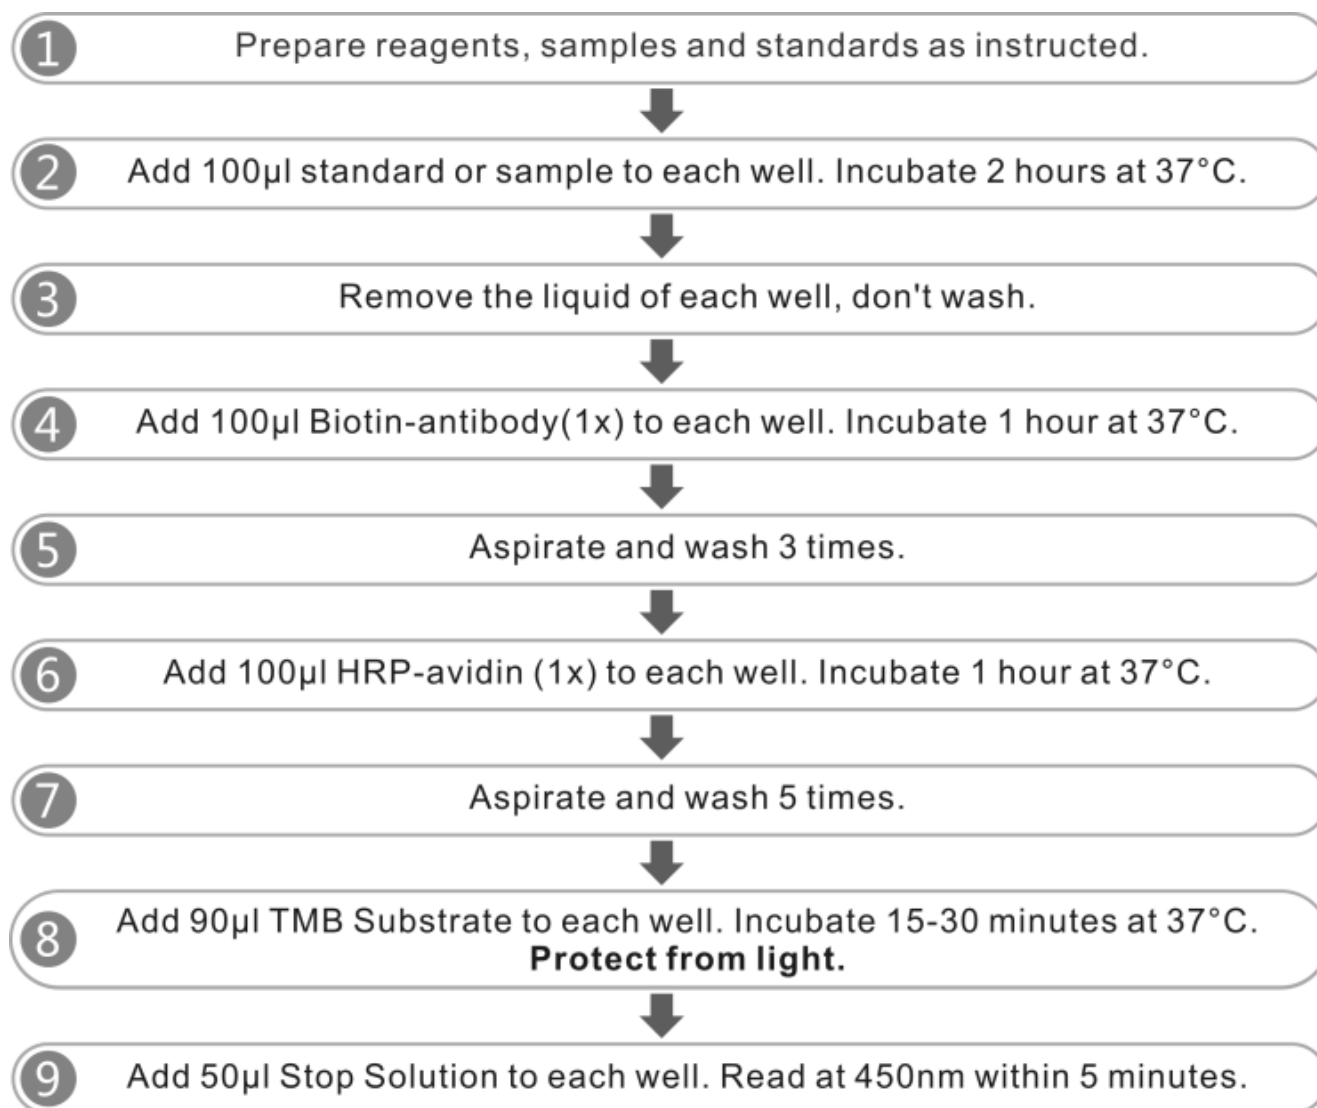 1 Prepare reagents, samples and standards as instructed.
2 Add 100µl standard or sample to each well. Incubate 2 hours at 37°C.
3 Remove the liquid of each well, don't wash.
4 Add 100µl Biotin-antibody(1x) to each well. Incubate 1 hour at 37°C.
5 Aspirate and wash 3 times.
6 Add 100µl HRP-avidin (1x) to each well. Incubate 1 hour at 37°C.
7 Aspirate and wash 5 times.
8 Add 90µl TMB Substrate to each well. Incubate 15-30 minutes at 37°C.
Protect from light.
9 Add 50µl Stop Solution to each well. Read at 450nm within 5 minutes.